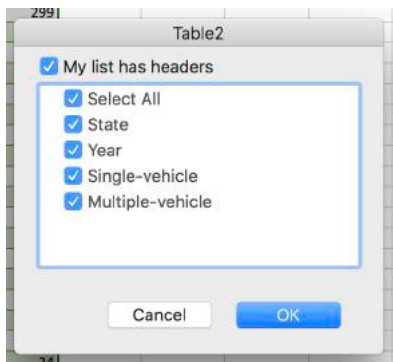 299
Table2
My list has headers
Select All
State
Year
Single-vehicle
Multiple-vehicle
Cancel
OK